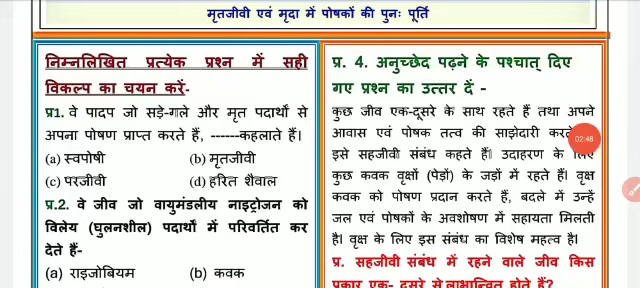 मृतजीवी एवं मृदा में पोषकों की पुनः पूर्ति
निम्नलिखित प्रत्येक प्रश्न में सही
विकल्प का चयन करें-
प्र1. वे पादप जो सड़े-गले और मृत पदार्थों से
अपना पोषण प्राप्त करते हैं, ------कहलाते हैं।
(a) स्वपोषी (b) मृतजीवी
(c) परजीवी (d) हरित शैवाल
प्र.2. वे जीव जो वायुमंडलीय नाइट्रोजन को
विलेय (घुलनशील) पदार्थों में परिवर्तित कर
देते हैं-
(a) राइजोबियम (b) कवक
प्र. 4. अनुच्छेद पढ़ने के पश्चात् दिए
गए प्रश्न का उत्तर दें -
कुछ जीव एक-दूसरे के साथ रहते हैं तथा अपने
आवास एवं पोषक तत्व की साझेदारी करते
02:48
इसे सहजीवी संबंध कहते हैं। उदाहरण के लिए
कुछ कवक वृक्षों (पेड़ों) के जड़ों में रहते हैं। वृक्ष
कवक को पोषण प्रदान करते हैं, बदले में उन्हें
जल एवं पोषकों के अवशोषण में सहायता मिलती
है। वृक्ष के लिए इस संबंध का विशेष महत्व है।
प्र. सहजीवी संबंध में रहने वाले जीव किस
प्रकार एक- दूसरे से लाभान्वित होते हैं?